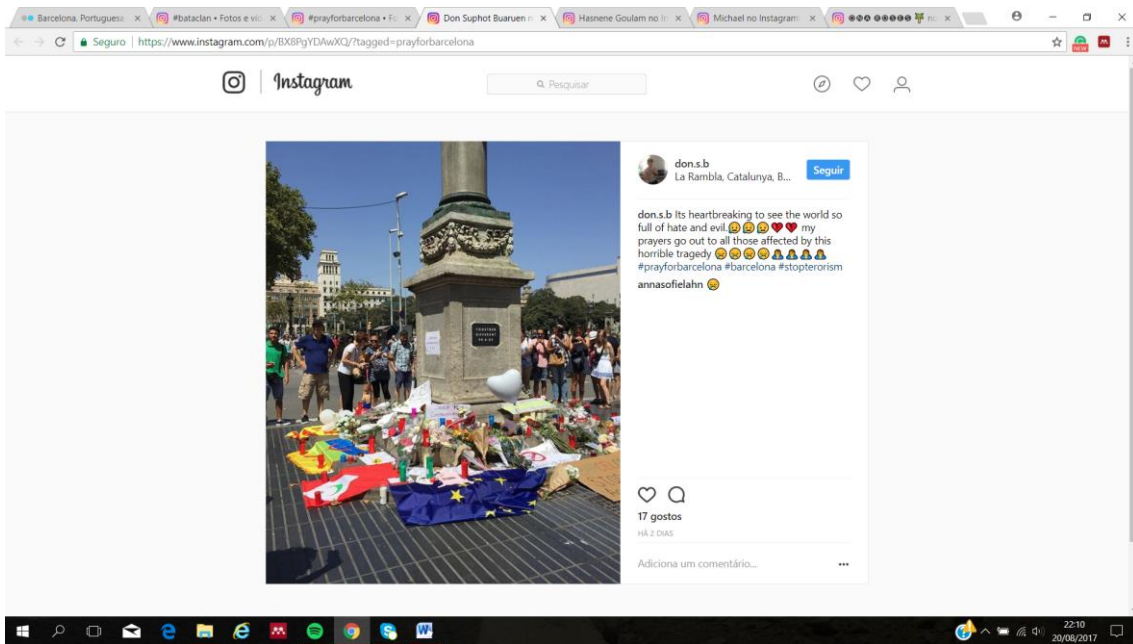 Barcelona. Portuguesa
#bataclan • Fotos e víd
#prayforbarcelona • Fo
Don Suphot Buaruen n
Hasnene Goulam no In
Michael no Instagram
Seguro | https://www.instagram.com/p/BX8PgYDAwXQ/?tagged=prayforbarcelona
NEW
Instagram
Pesquisar
don.s.b
La Rambla, Catalunya, B...
Seguir
don.s.b Its heartbreaking to see the world so
full of hate and evil.😥😥😥💔💔 my
prayers go out to all those affected by this
horrible tragedy
#prayforbarcelona #barcelona #stopterorism
annasofielahn
TOGETHER
17 gostos
HÁ 2 DIAS
Adiciona um comentário...
22:10
20/08/2017